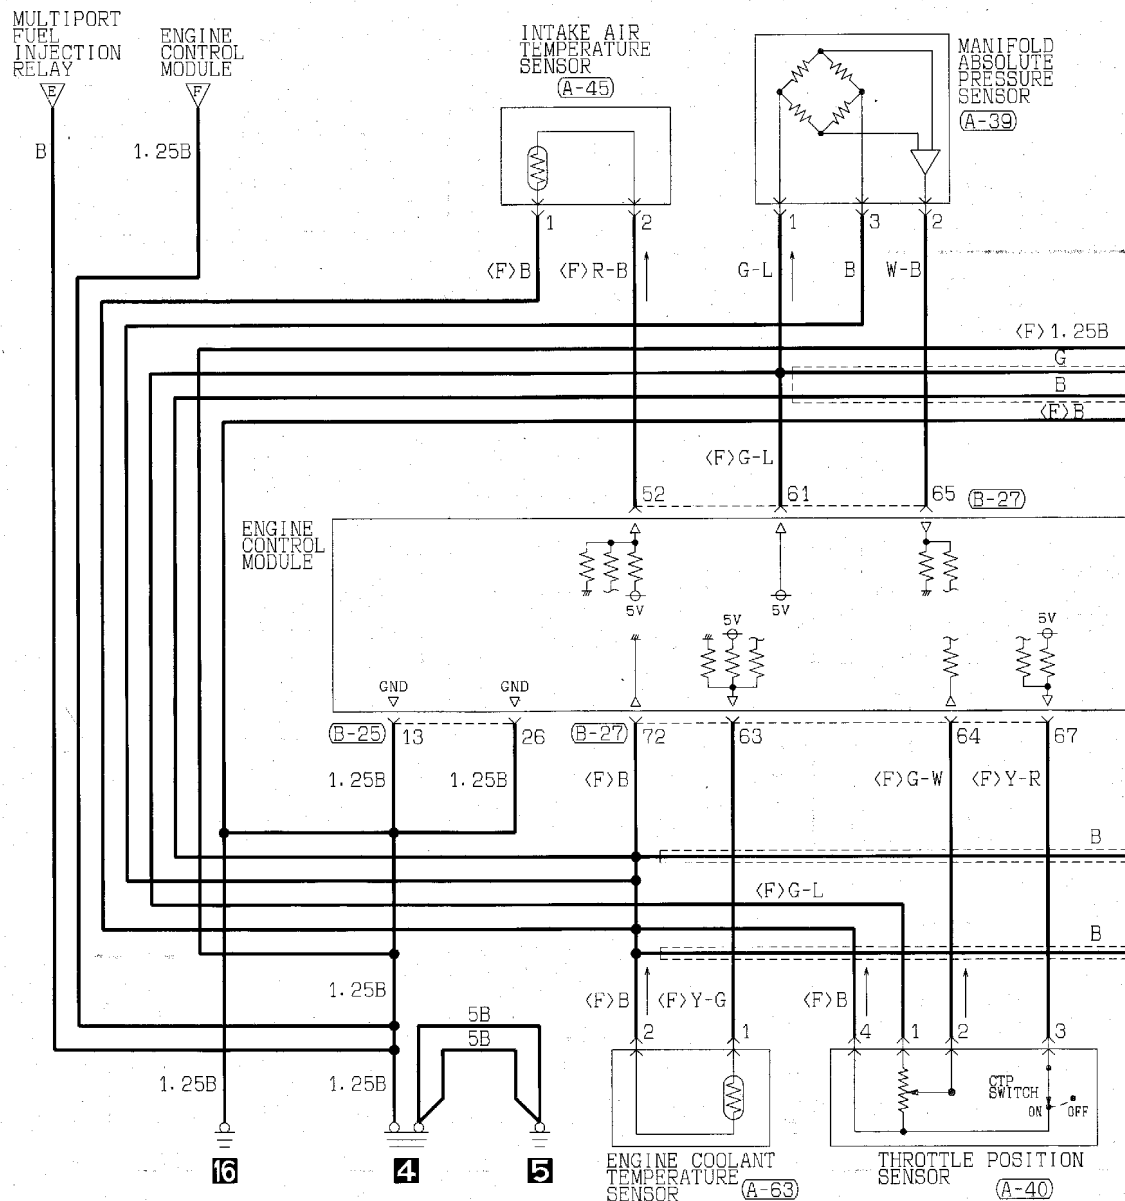 MULTIPORT
FUEL
INJECTION
RELAY
E
ENGINE
CONTROL
MODULE
F
INTAKE AIR
TEMPERATURE
SENSOR
A-45
MANIFOLD
ABSOLUTE
PRESSURE
SENSOR
A-39
B
1.25B
1
2
1
3
2
<F>B
<F>R-B
G-L
B
W-B
<F>1.25B
G
B
<F>B
<F>G-L
52
61
65
B-27
ENGINE
CONTROL
MODULE
5V
5V
5V
5V
GND
GND
B-25
13
26
B-27
72
63
64
67
1.25B
1.25B
<F>B
<F>G-W
<F>Y-R
B
<F>G-L
B
1.25B
<F>B
<F>Y-G
<F>B
5B
5B
2
1
4
1
2
3
1.25B
1.25B
CTP
SWITCH
ON
OFF
16
4
5
ENGINE COOLANT
TEMPERATURE
SENSOR
A-63
THROTTLE POSITION
SENSOR
A-40